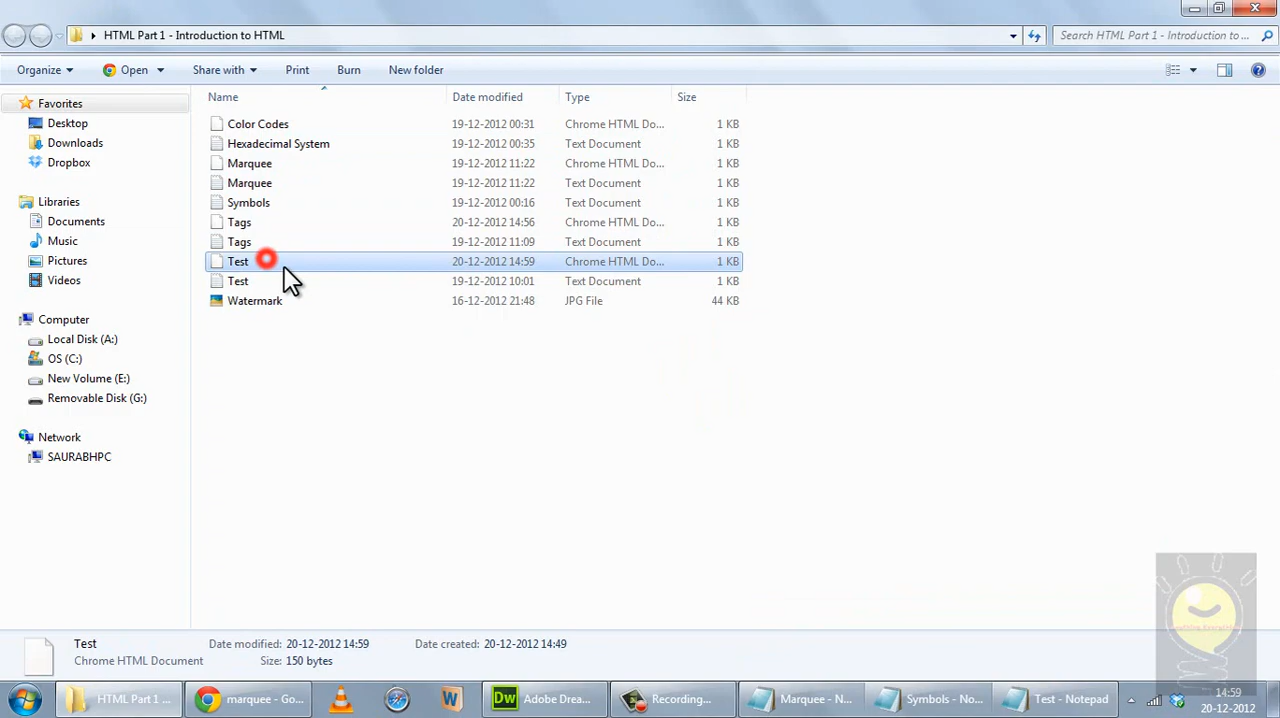 HTML Part 1 - Introduction to HTML
Search HTML Part 1 - Introduction to ...
Organize Open Share with Print Burn New folder
Favorites
Desktop
Downloads
Dropbox
Libraries
Documents
Music
Pictures
Videos
Computer
Local Disk (A:)
OS (C:)
New Volume (E:)
Removable Disk (G:)
Network
SAURABHPC
Name Date modified Type Size
Color Codes 19-12-2012 00:31 Chrome HTML Do... 1 KB
Hexadecimal System 19-12-2012 00:35 Text Document 1 KB
Marquee 19-12-2012 11:22 Chrome HTML Do... 1 KB
Marquee 19-12-2012 11:22 Text Document 1 KB
Symbols 19-12-2012 00:16 Text Document 1 KB
Tags 20-12-2012 14:56 Chrome HTML Do... 1 KB
Tags 19-12-2012 11:09 Text Document 1 KB
Test 20-12-2012 14:59 Chrome HTML Do... 1 KB
Test 19-12-2012 10:01 Text Document 1 KB
Watermark 16-12-2012 21:48 JPG File 44 KB
Test Date modified: 20-12-2012 14:59 Date created: 20-12-2012 14:49
Chrome HTML Document Size: 150 bytes
HTML Part 1 ... marquee - Go... W Dw Adobe Drea... Recording... Marquee - N... Symbols - No... Test - Notepad
14:59
20-12-2012